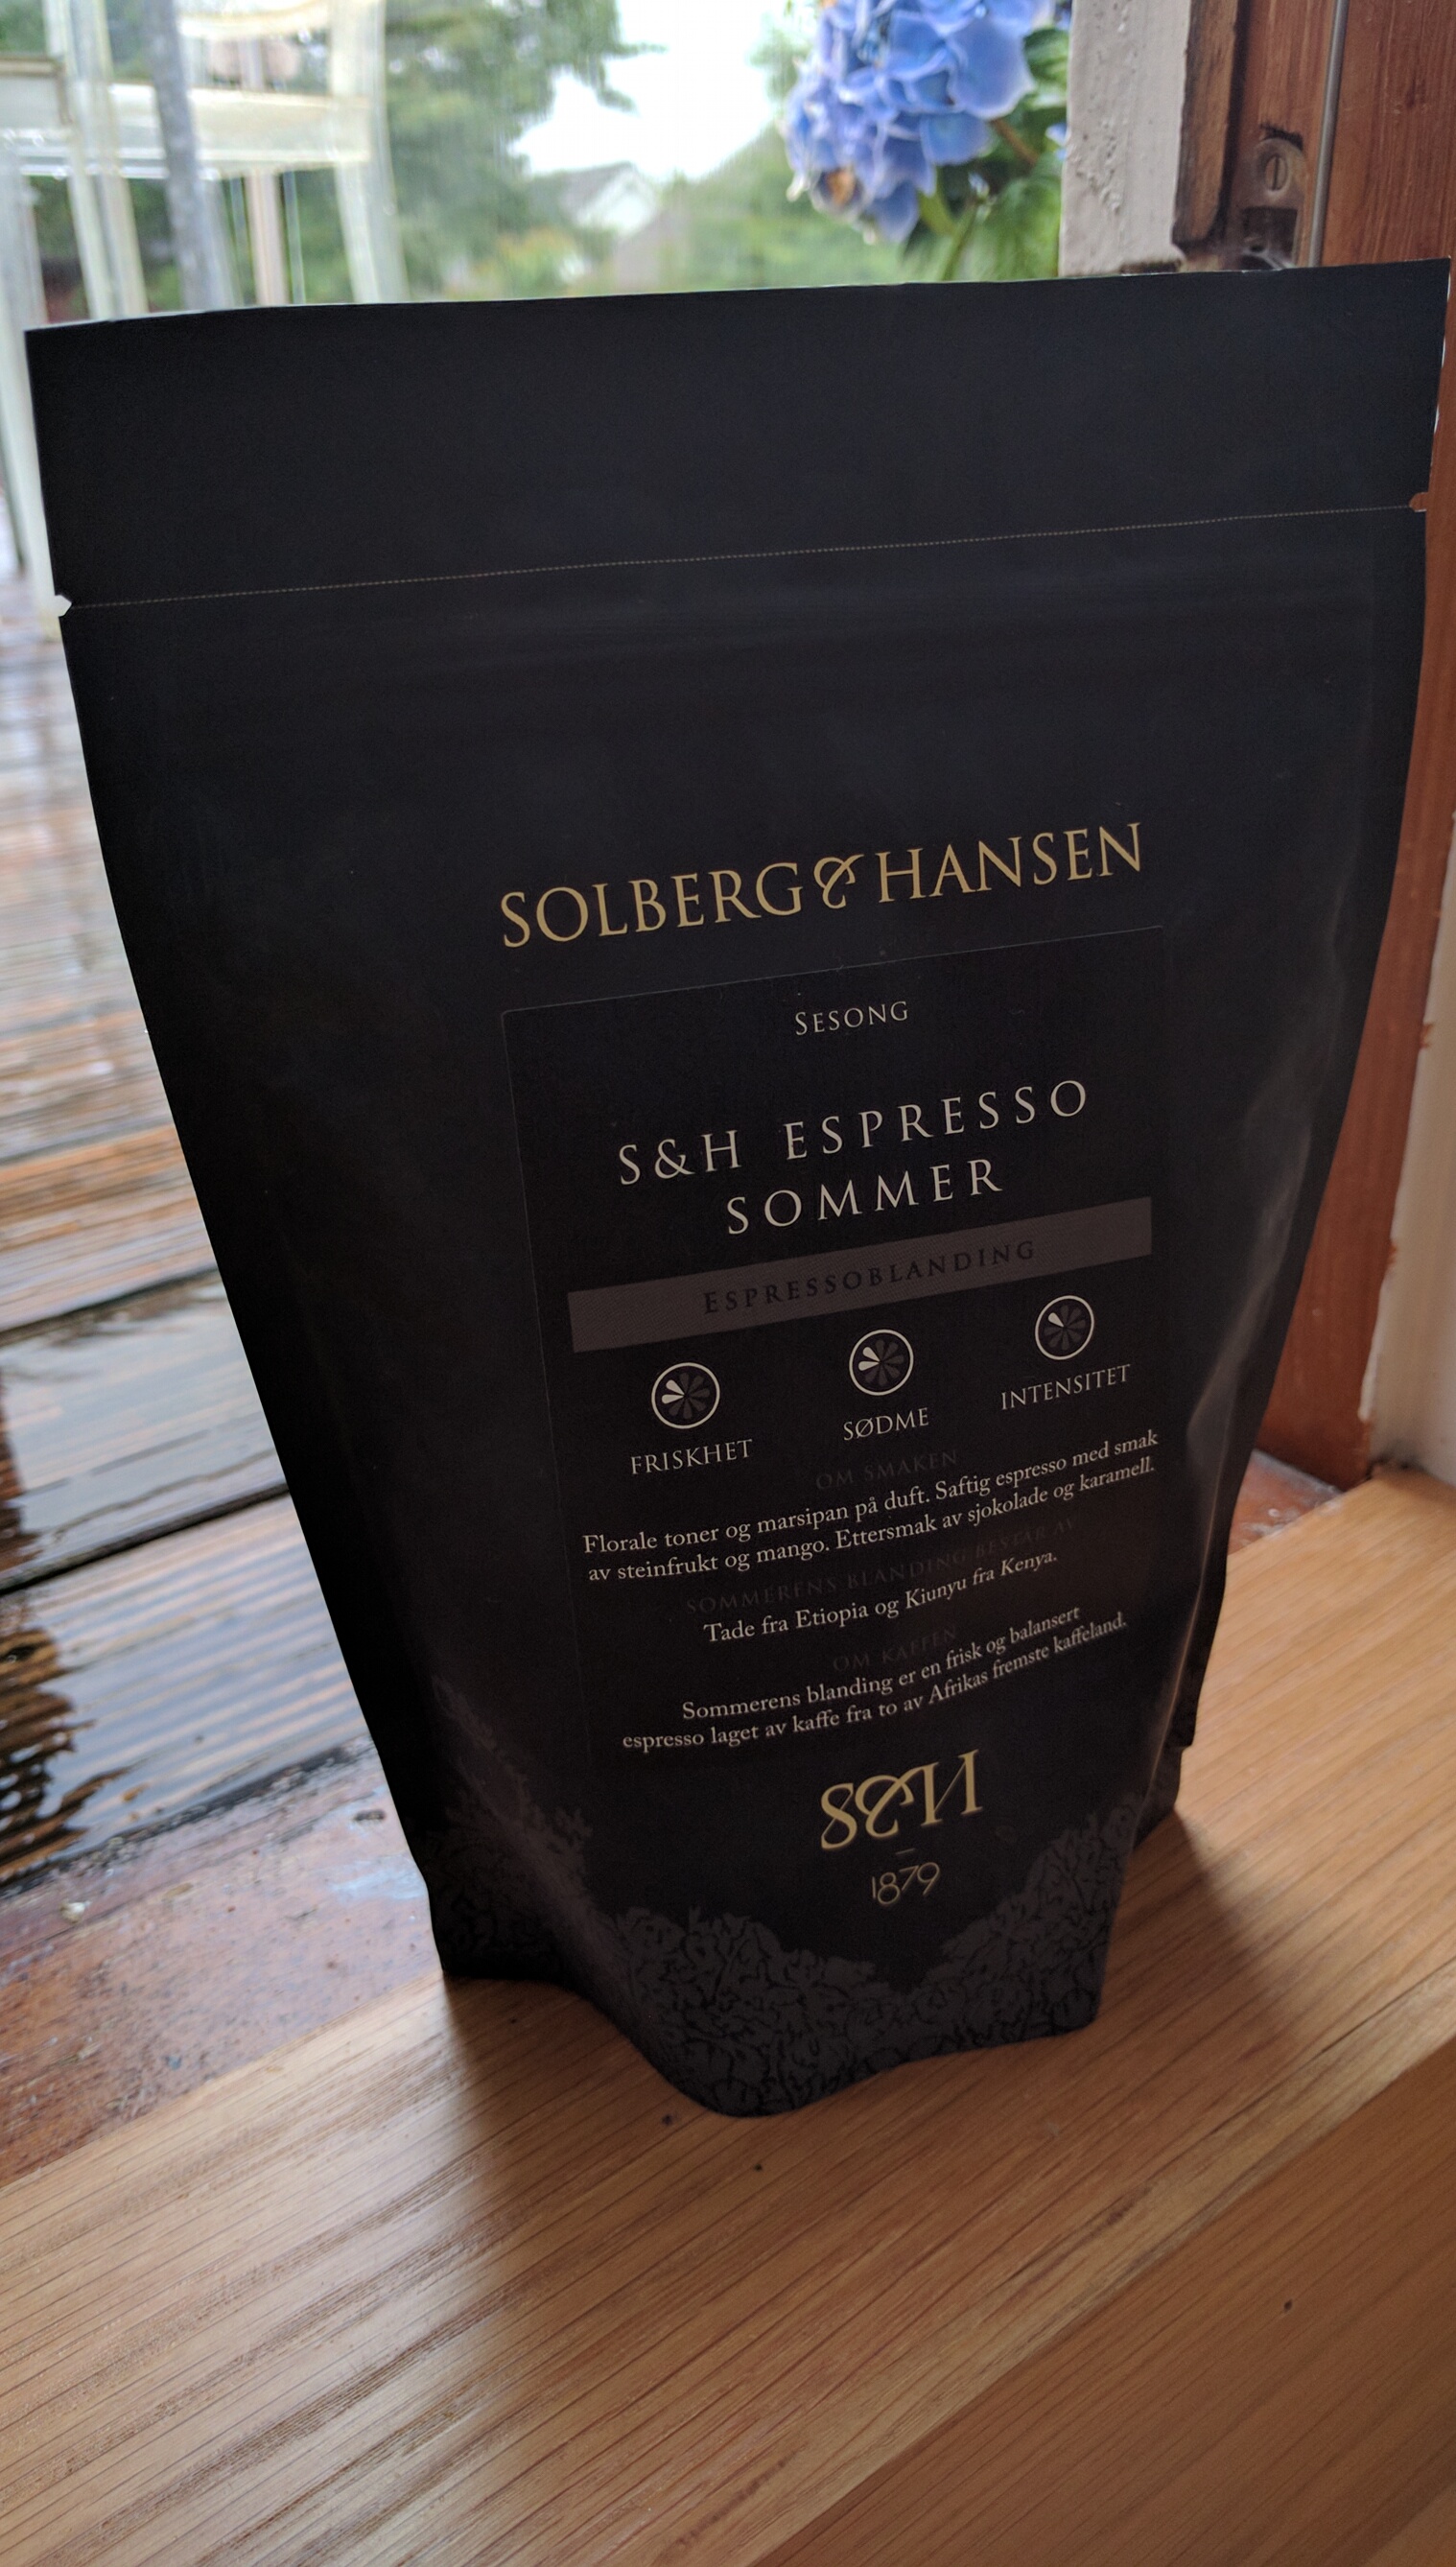 SOLBERG & HANSEN
SESONG
S&H ESPRESSO
SOMMER
ESPRESSOBLANDING
FRISKHET
SØDME
INTENSITET
OM SMAKEN
Florale toner og marsipan på duft. Saftig espresso med smak
av steinfrukt og mango. Ettersmak av sjokolade og karamell.
SOMMERENS BLANDING BESTÅR AV
Tade fra Etiopia og Kiunyu fra Kenya.
OM KAFFEN
Sommerens blanding er en frisk og balansert
espresso laget av kaffe fra to av Afrikas fremste kaffeland.
S&H
1879